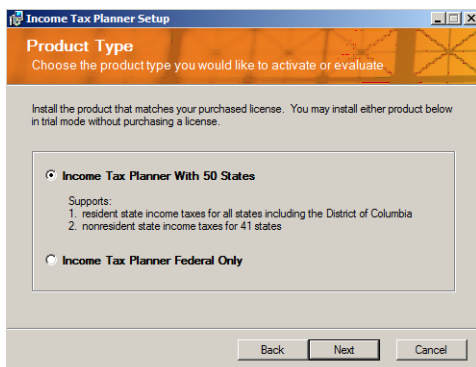 Income Tax Planner Setup
Product Type
Choose the product type you would like to activate or evaluate
Install the product that matches your purchased license. You may install either product below
in trial mode without purchasing a license.
Income Tax Planner With 50 States
Supports:
1. resident state income taxes for all states including the District of Columbia
2. nonresident state income taxes for 41 states
Income Tax Planner Federal Only
Back Next Cancel